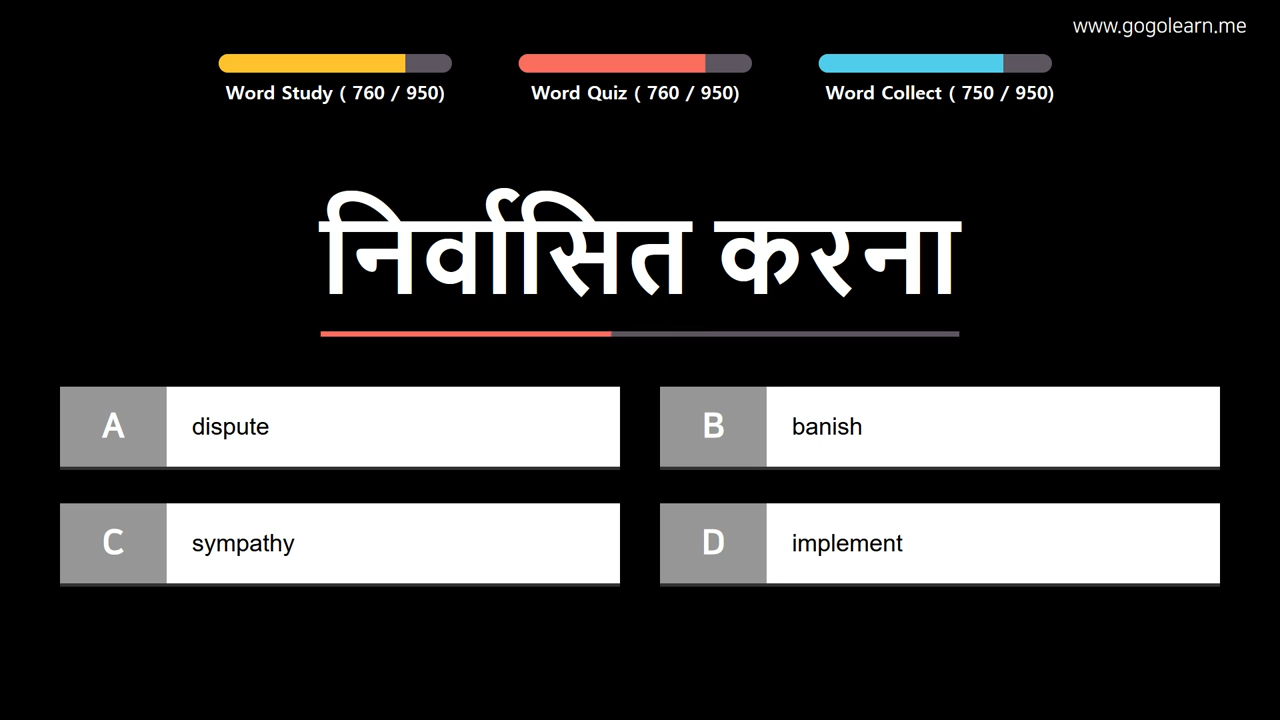 www.gogolearn.me
Word Study ( 760 / 950)
Word Quiz ( 760 / 950)
Word Collect ( 750 / 950)
निर्वासित करना
A dispute
B banish
C sympathy
D implement